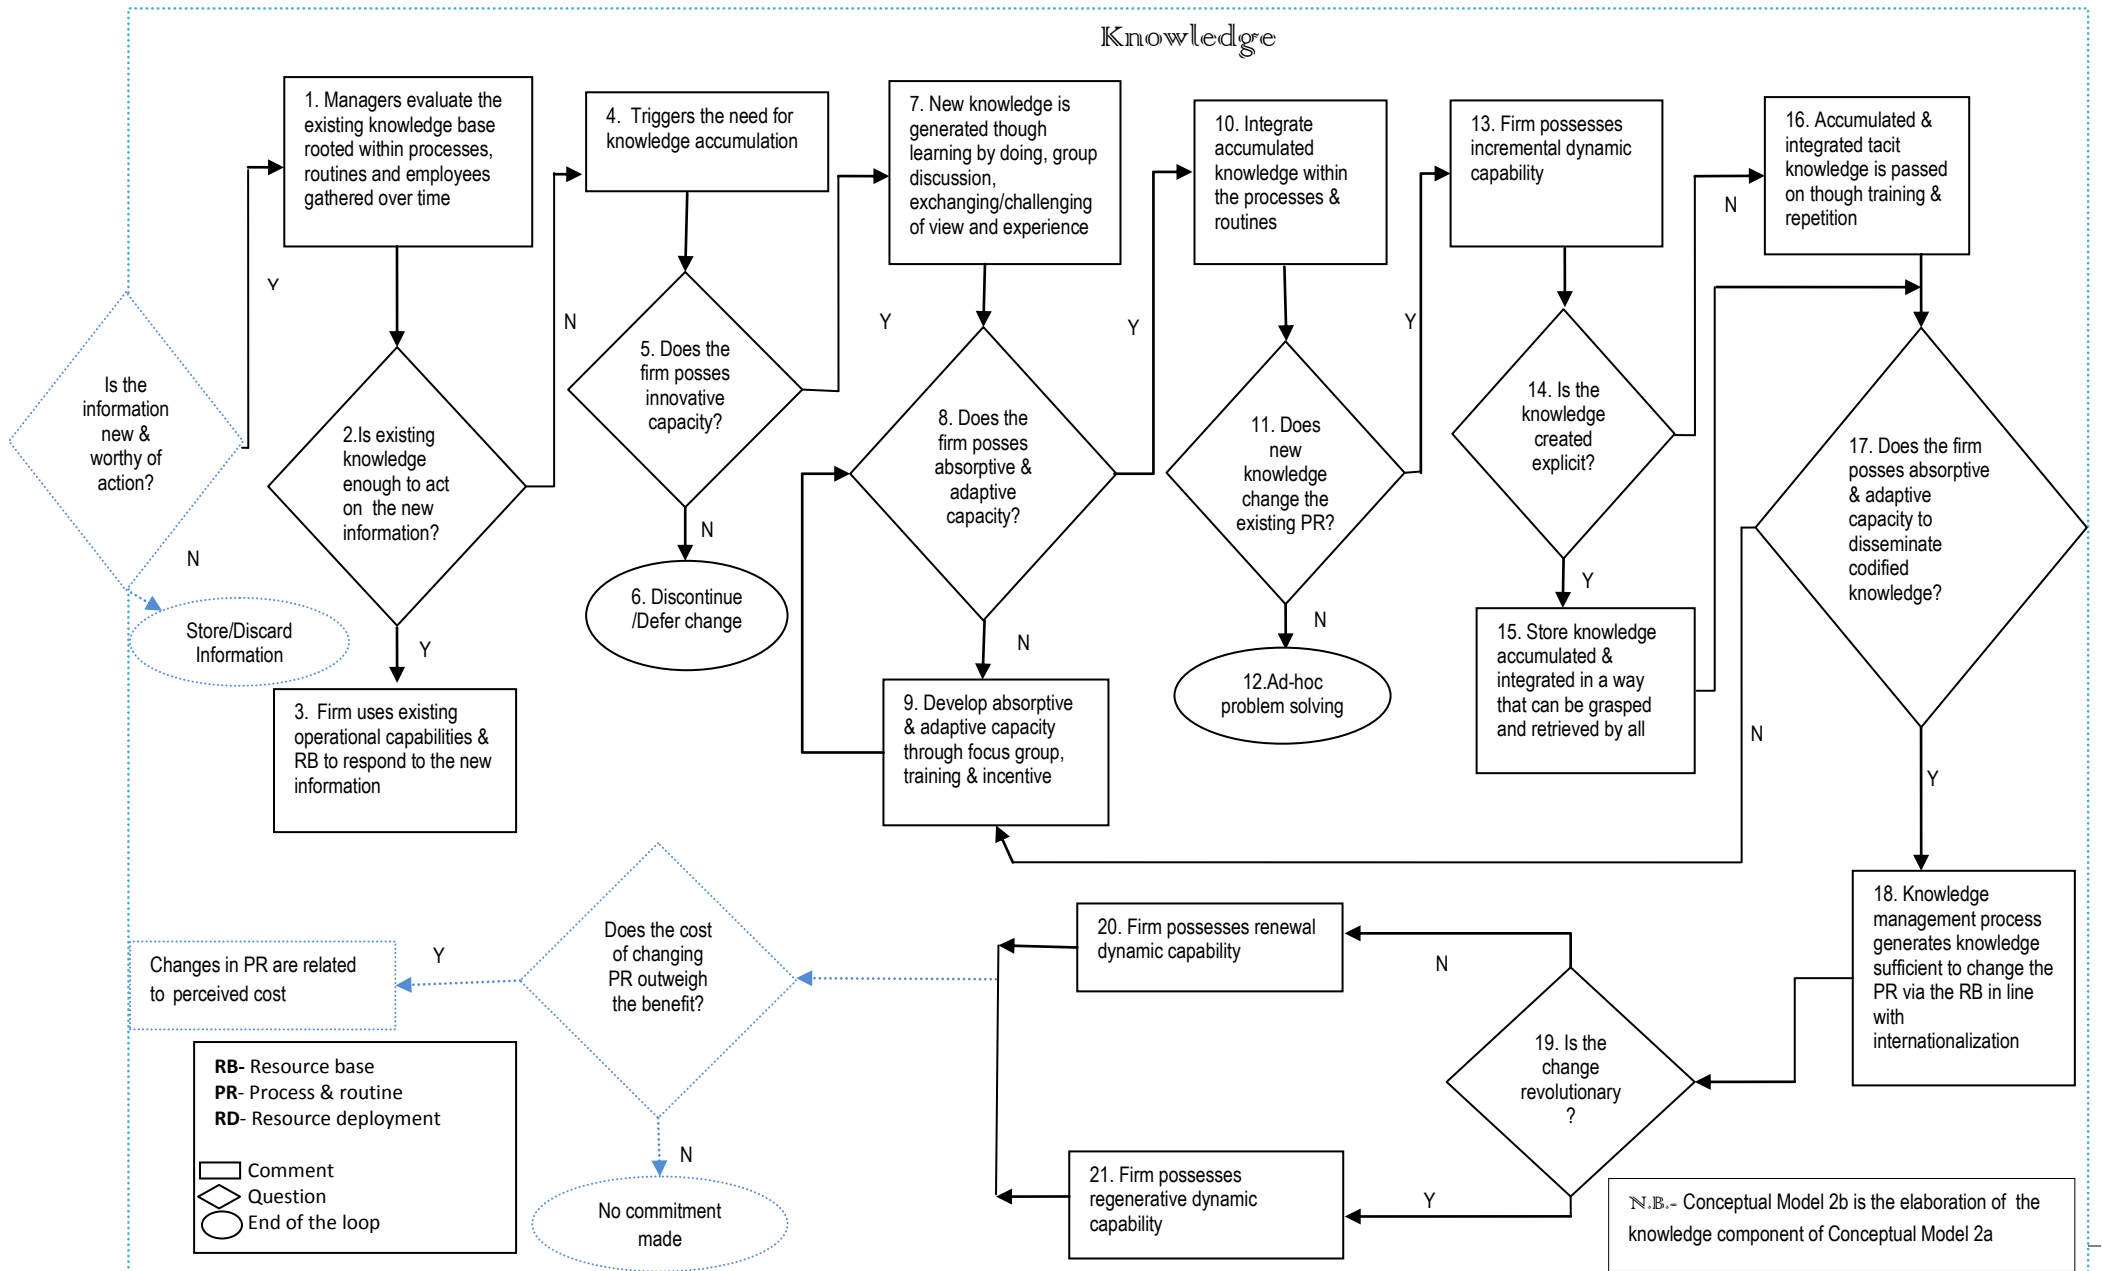 Knowledge
Is the
information
new &
worthy of
action?
Y
N
Store/Discard
Information
1. Managers evaluate the
existing knowledge base
rooted within processes,
routines and employees
gathered over time
2.Is existing
knowledge
enough to act
on the new
information?
N
Y
3. Firm uses existing
operational capabilities &
RB to respond to the new
information
4. Triggers the need for
knowledge accumulation
5. Does the
firm posses
innovative
capacity?
Y
N
6. Discontinue
/Defer change
7. New knowledge is
generated though
learning by doing, group
discussion,
exchanging/challenging
of view and experience
8. Does the
firm posses
absorptive &
adaptive
capacity?
Y
N
9. Develop absorptive
& adaptive capacity
through focus group,
training & incentive
10. Integrate
accumulated
knowledge within
the processes &
routines
11. Does
new
knowledge
change the
existing PR?
Y
N
12.Ad-hoc
problem solving
13. Firm possesses
incremental dynamic
capability
14. Is the
knowledge
created
explicit?
N
Y
15. Store knowledge
accumulated &
integrated in a way
that can be grasped
and retrieved by all
16. Accumulated &
integrated tacit
knowledge is passed
on though training &
repetition
17. Does the firm
posses absorptive
& adaptive
capacity to
disseminate
codified
knowledge?
N
Y
18. Knowledge
management process
generates knowledge
sufficient to change the
PR via the RB in line
with
internationalization
19. Is the
change
revolutionary
?
N
Y
20. Firm possesses renewal
dynamic capability
21. Firm possesses
regenerative dynamic
capability
Does the cost
of changing
PR outweigh
the benefit?
Y
N
Changes in PR are related
to perceived cost
No commitment
made
RB- Resource base
PR- Process & routine
RD- Resource deployment
Comment
Question
End of the loop
N.B.- Conceptual Model 2b is the elaboration of the
knowledge component of Conceptual Model 2a